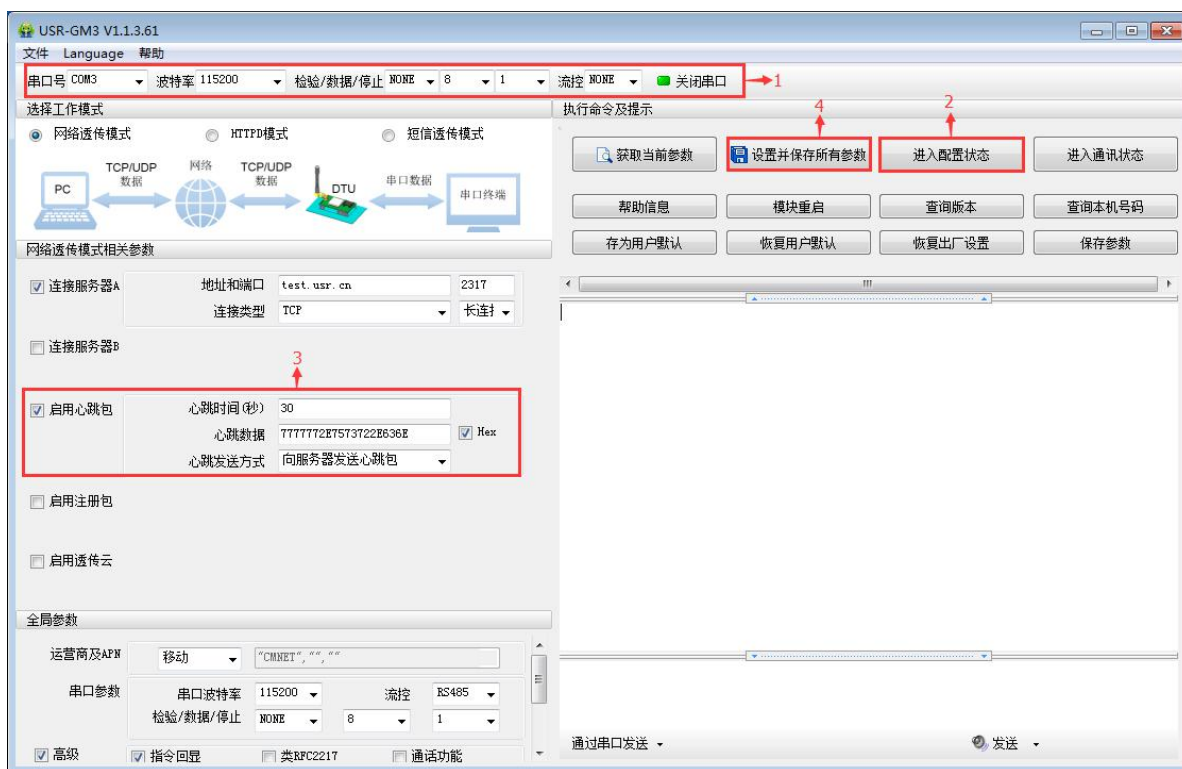 USR-GM3 V1.1.3.61
文件 Language 帮助
串口号 COM3 波特率 115200 检验/数据/停止 NONE 8 1 流控 NONE 关闭串口 1
选择工作模式
网络透传模式 HTTPD模式 短信透传模式
PC TCP/UDP 数据 网络 TCP/UDP 数据 DTU 串口数据 串口终端
网络透传模式相关参数
连接服务器A 地址和端口 test.usr.cn 2317
连接类型 TCP 长连接
连接服务器B
3
启用心跳包 心跳时间(秒) 30
心跳数据 7777772E7573722E636E Hex
心跳发送方式 向服务器发送心跳包
启用注册包
启用透传云
全局参数
运营商及APN 移动 "CMNET","",""
串口参数 串口波特率 115200 流控 RS485
检验/数据/停止 NONE 8 1
高级 指令回显 类RFC2217 通话功能
执行命令及提示
4 2
获取当前参数 设置并保存所有参数 进入配置状态 进入通讯状态
帮助信息 模块重启 查询版本 查询本机号码
存为用户默认 恢复用户默认 恢复出厂设置 保存参数
通过串口发送 发送